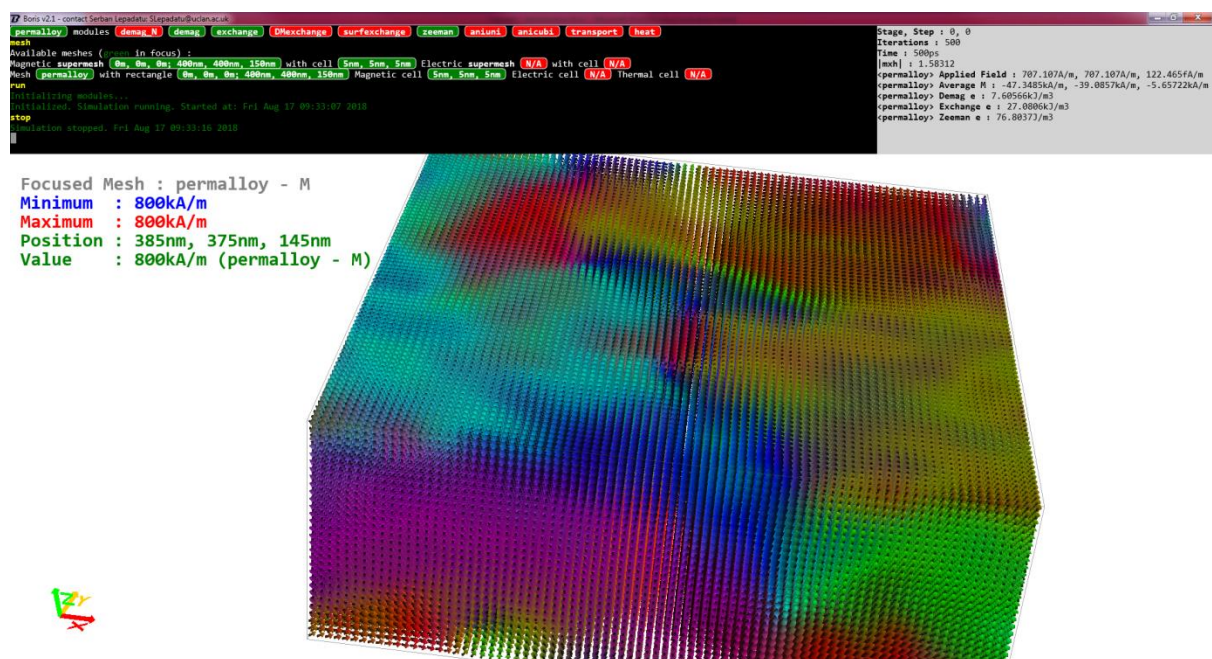 Boris v2.1 - contact Serban Lepadatu: SLepadatu@uclan.ac.uk
permalloy modules demag_N demag exchange DMexchange surfexchange zeeman aniuni anicubi transport heat
mesh
Available meshes (green in focus) :
Magnetic supermesh 0m, 0m, 0m; 400nm, 400nm, 150nm with cell 5nm, 5nm, 5nm Electric supermesh N/A with cell N/A
Mesh permalloy with rectangle 0m, 0m, 0m; 400nm, 400nm, 150nm Magnetic cell 5nm, 5nm, 5nm Electric cell N/A Thermal cell N/A
run
Initializing modules...
Initialized. Simulation running. Started at: Fri Aug 17 09:33:07 2018
stop
Simulation stopped. Fri Aug 17 09:33:16 2018
Stage, Step : 0, 0
Iterations : 500
Time : 500ps
|mxh| : 1.58312
<permalloy> Applied Field : 707.107A/m, 707.107A/m, 122.465fA/m
<permalloy> Average M : -47.3485kA/m, -39.0857kA/m, -5.65722kA/m
<permalloy> Demag e : 7.60566kJ/m3
<permalloy> Exchange e : 27.0806kJ/m3
<permalloy> Zeeman e : 76.8037J/m3
Focused Mesh : permalloy - M
Minimum : 800kA/m
Maximum : 800kA/m
Position : 385nm, 375nm, 145nm
Value : 800kA/m (permalloy - M)
Z
Y
X